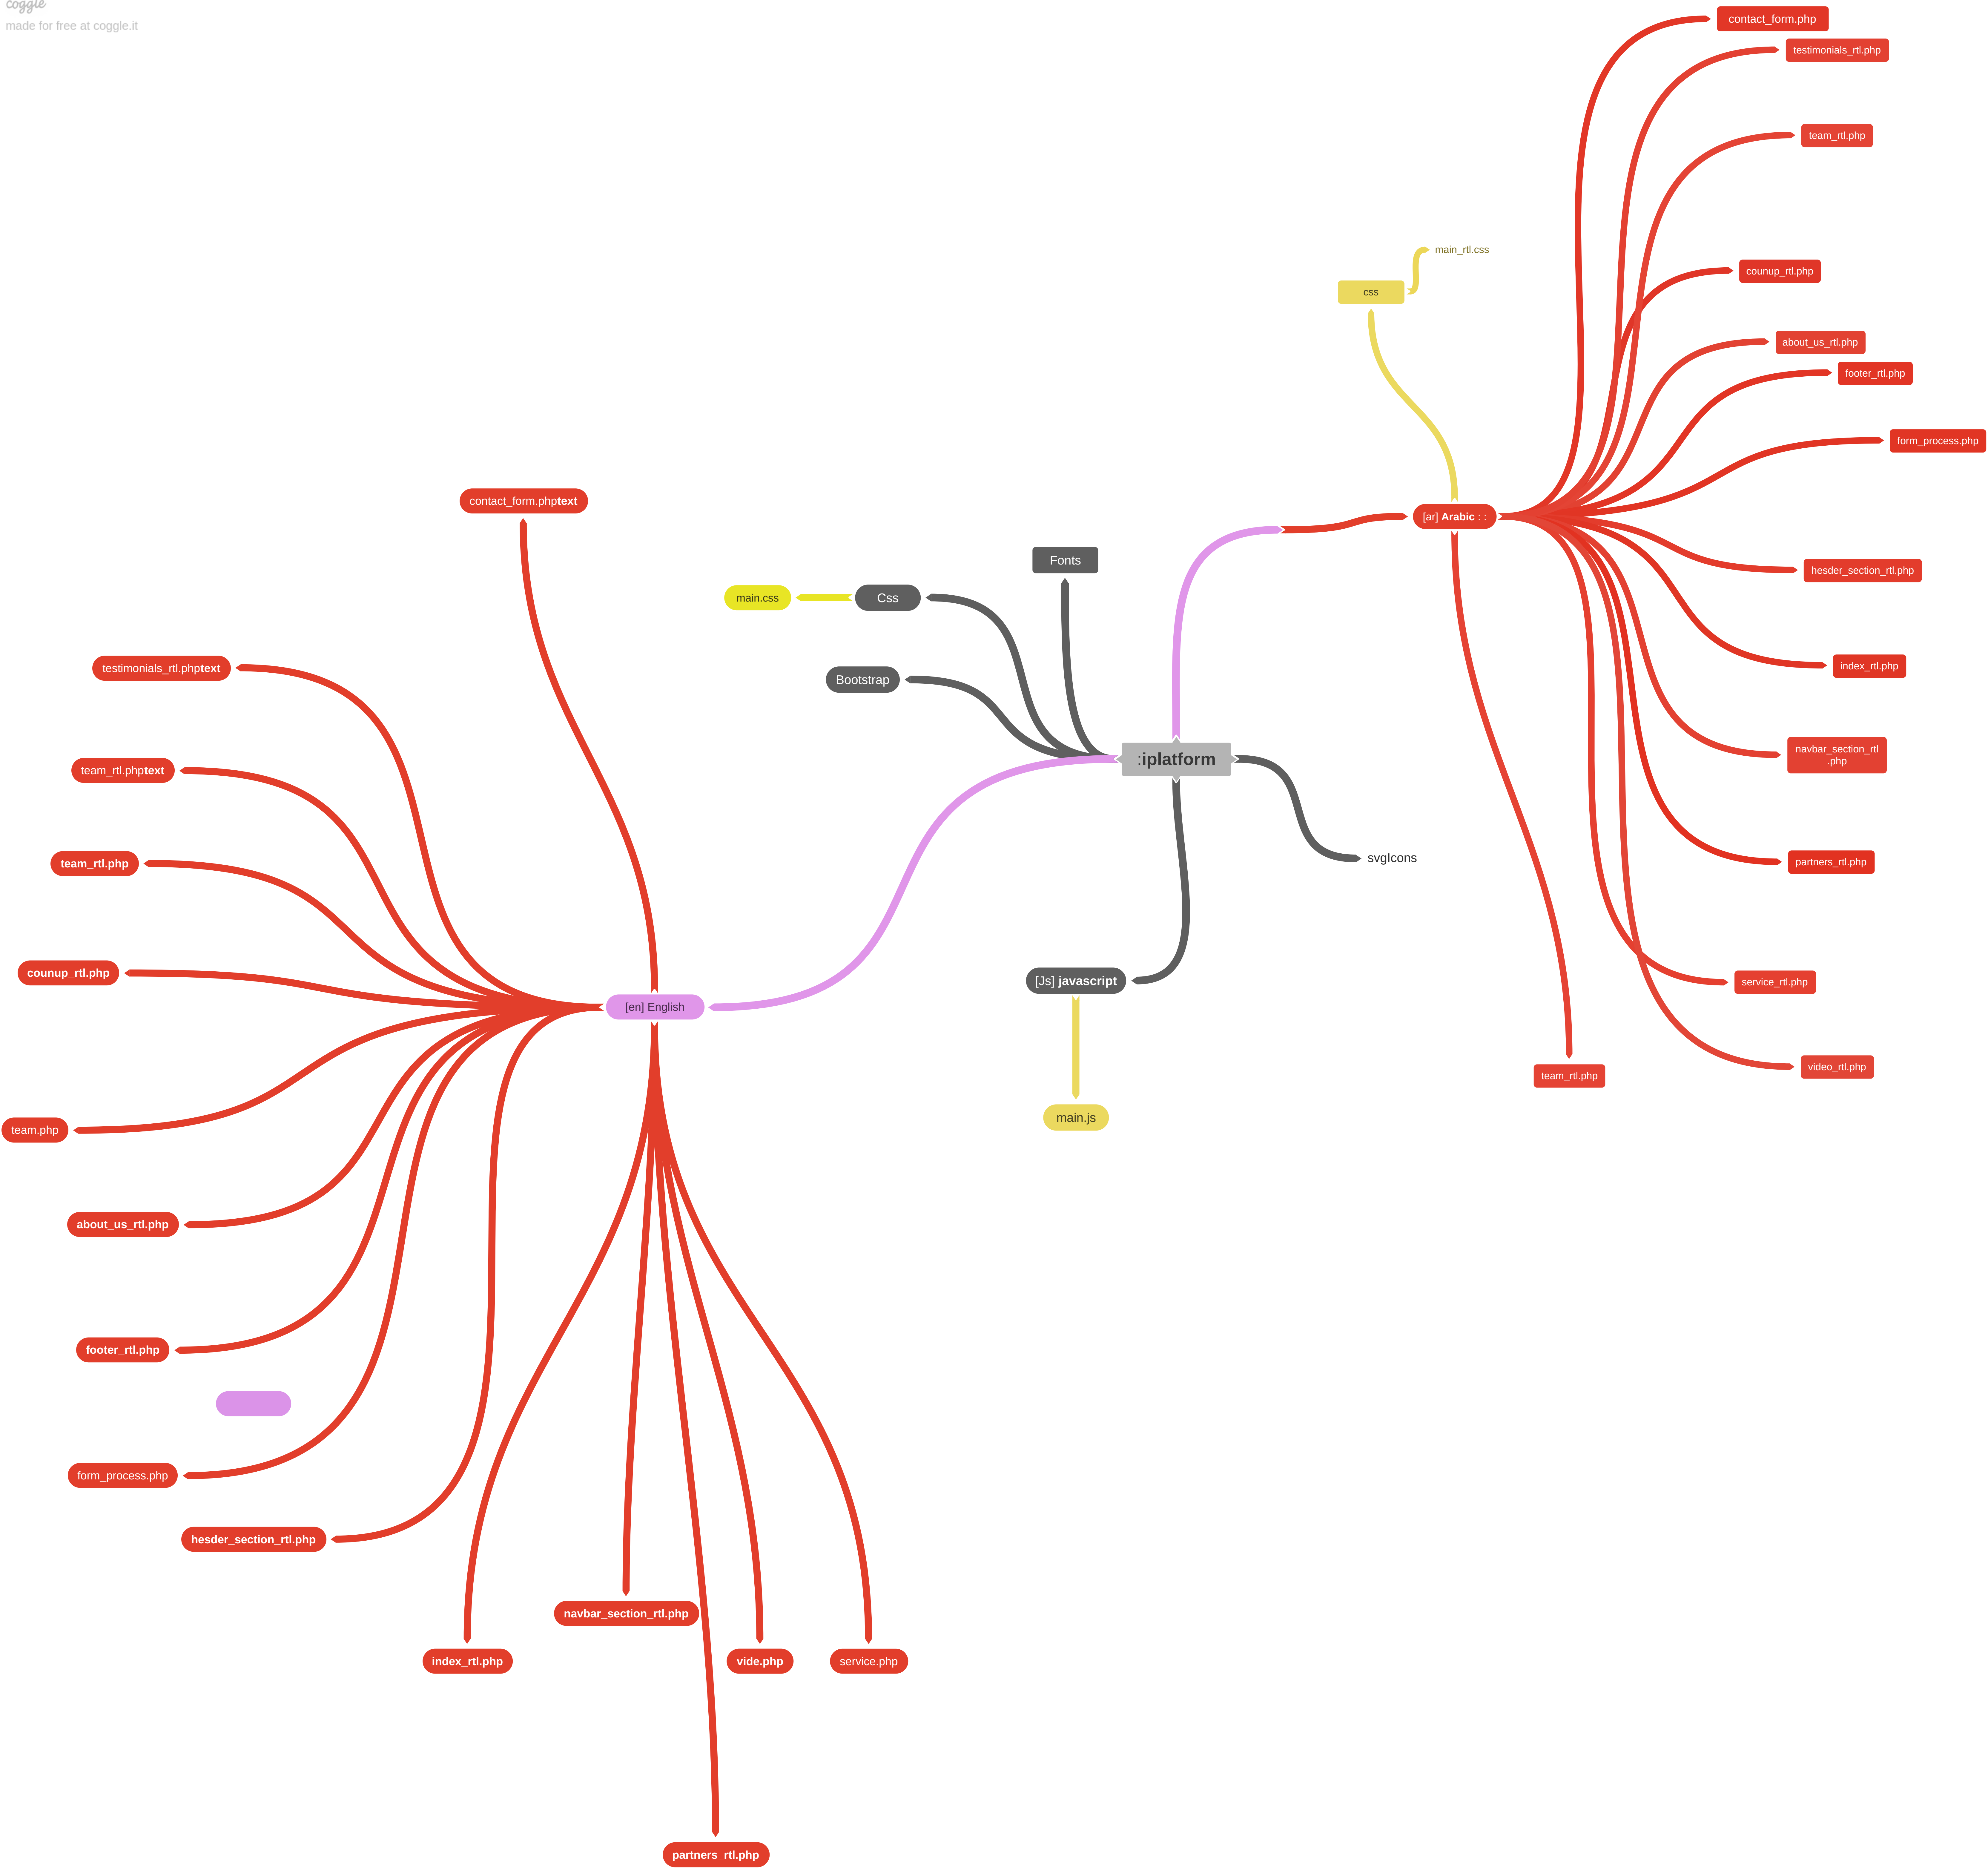 coggle
made for free at coggle.it
contact_form.php
testimonials_rtl.php
team_rtl.php
main_rtl.css
counup_rtl.php
css
about_us_rtl.php
footer_rtl.php
form_process.php
contact_form.phptext
[ar] Arabic : :
Fonts
hesder_section_rtl.php
main.css
Css
testimonials_rtl.phptext
index_rtl.php
Bootstrap
navbar_section_rtl
.php
:iplatform
team_rtl.phptext
svgIcons
partners_rtl.php
team_rtl.php
counup_rtl.php
[Js] javascript
service_rtl.php
[en] English
video_rtl.php
team_rtl.php
main.js
team.php
about_us_rtl.php
footer_rtl.php
form_process.php
hesder_section_rtl.php
navbar_section_rtl.php
index_rtl.php
vide.php
service.php
partners_rtl.php